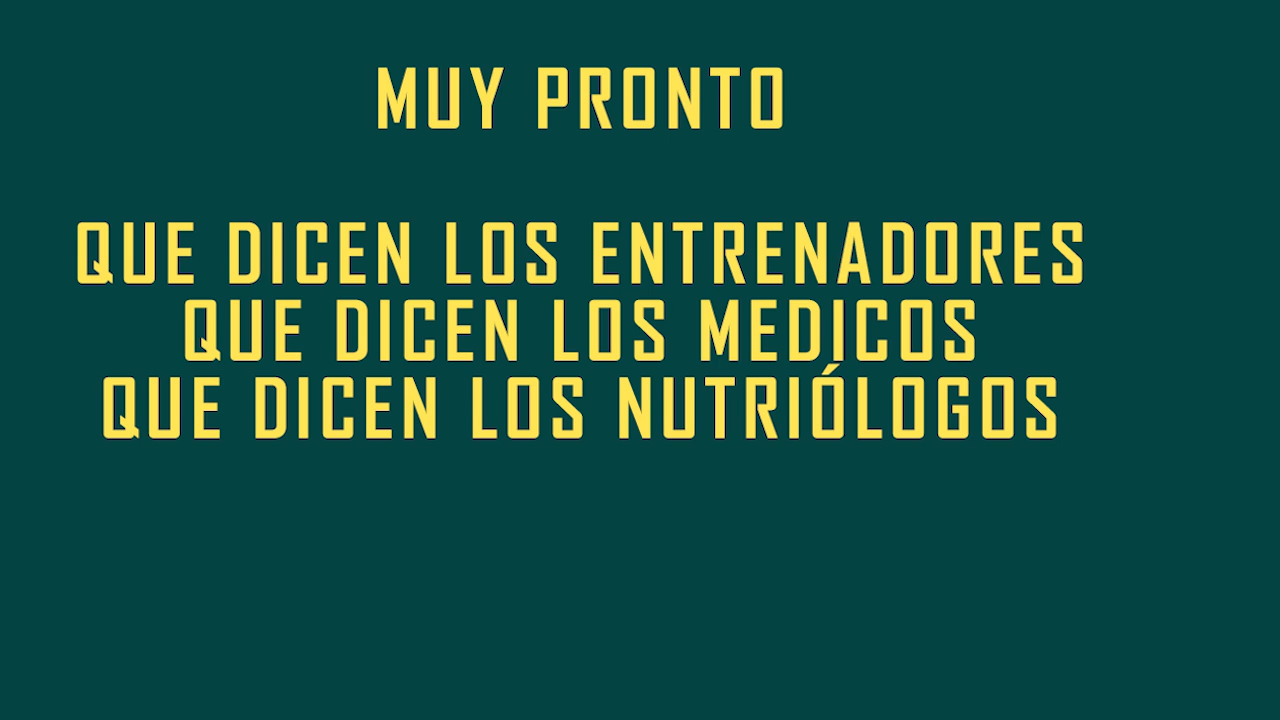 MUY PRONTO
QUE DICEN LOS ENTRENADORES
QUE DICEN LOS MEDICOS
QUE DICEN LOS NUTRIÓLOGOS